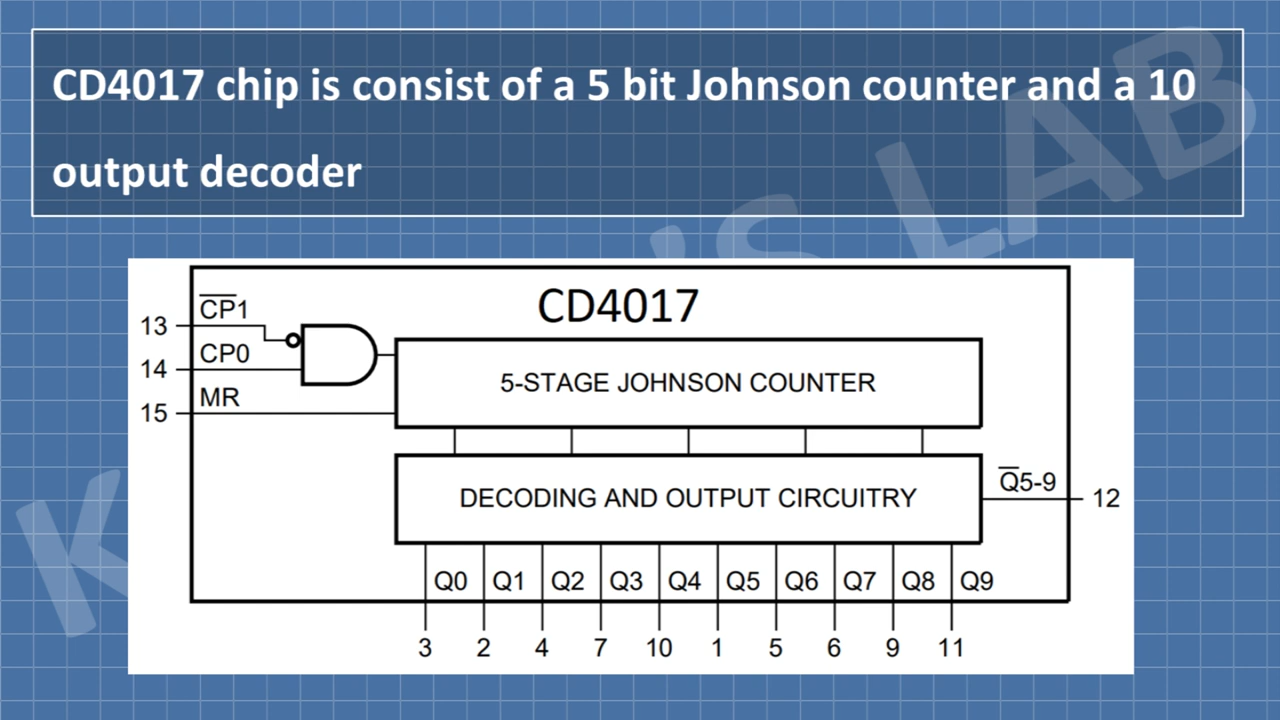 CD4017 chip is consist of a 5 bit Johnson counter and a 10
output decoder
CD4017
C̅P̅1
13
CP0
14
MR
15
5-STAGE JOHNSON COUNTER
DECODING AND OUTPUT CIRCUITRY
Q̅5-9
12
Q0 Q1 Q2 Q3 Q4 Q5 Q6 Q7 Q8 Q9
3 2 4 7 10 1 5 6 9 11
'S LAB
K